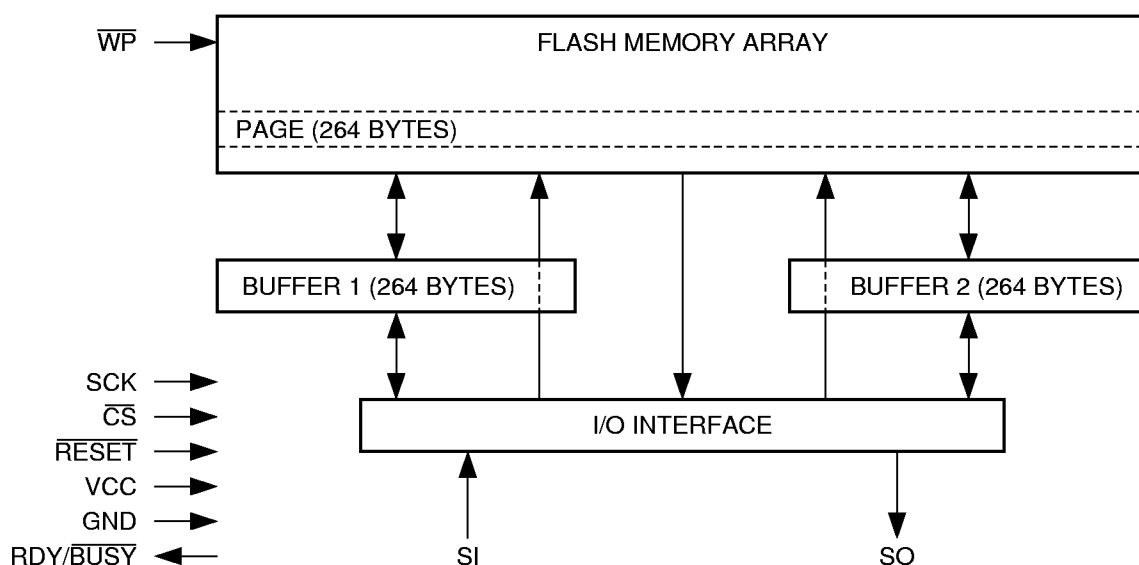 WP
FLASH MEMORY ARRAY
PAGE (264 BYTES)
BUFFER 1 (264 BYTES)
BUFFER 2 (264 BYTES)
SCK
CS
I/O INTERFACE
RESET
VCC
GND
RDY/BUSY
SI
SO